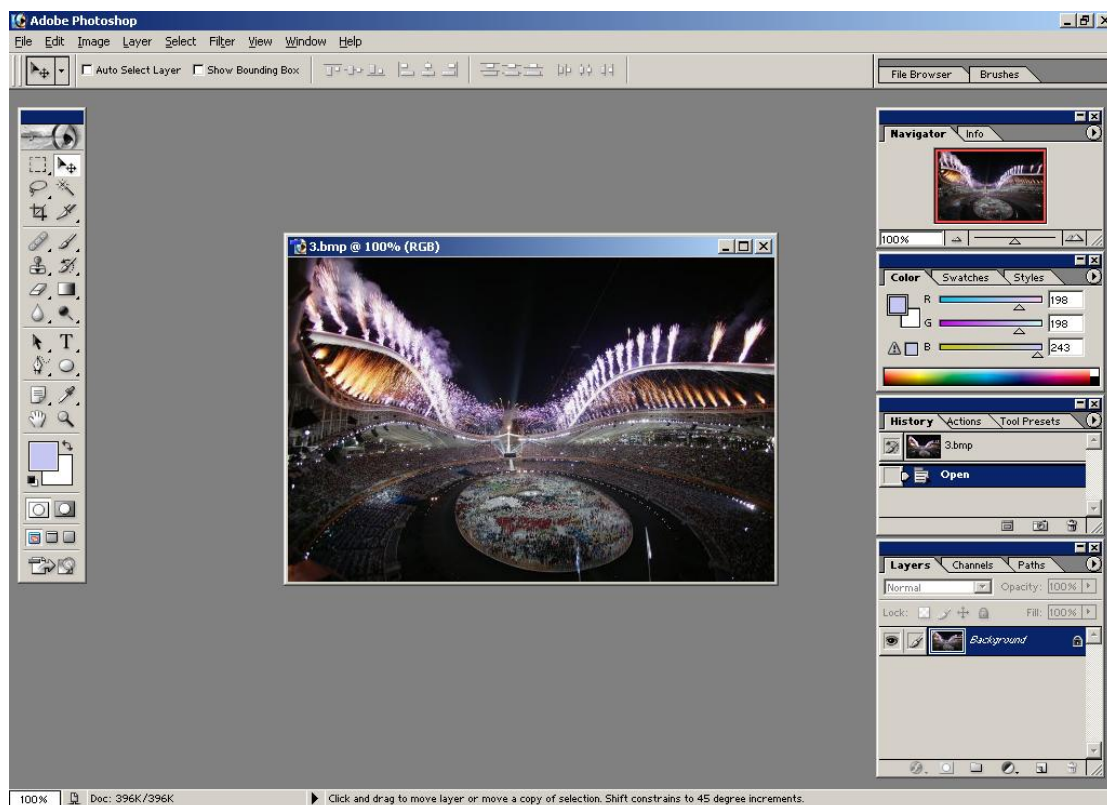 Adobe Photoshop
File Edit Image Layer Select Filter View Window Help
Auto Select Layer Show Bounding Box
File Browser Brushes
Navigator Info
100%
3.bmp @ 100% (RGB)
Color Swatches Styles
R 198
G 198
B 243
History Actions Tool Presets
3.bmp
Open
Layers Channels Paths
Normal Opacity: 100%
Lock: Fill: 100%
Background
100% Doc: 396K/396K Click and drag to move layer or move a copy of selection. Shift constrains to 45 degree increments.